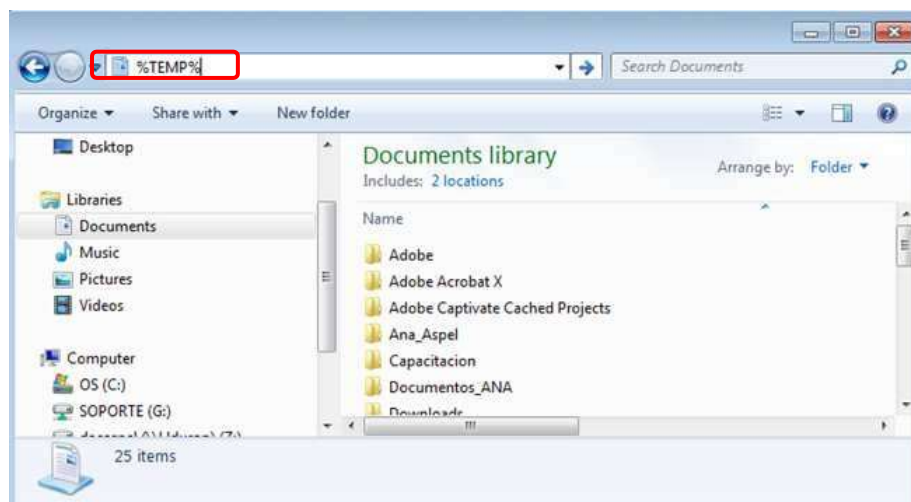 %TEMP%
Search Documents
Organize Share with New folder
Desktop
Libraries
Documents
Music
Pictures
Videos
Computer
OS (C:)
SOPORTE (G:)
Documents library
Includes: 2 locations
Arrange by: Folder
Name
Adobe
Adobe Acrobat X
Adobe Captivate Cached Projects
Ana_Aspel
Capacitacion
Documentos_ANA
Downloads
25 items